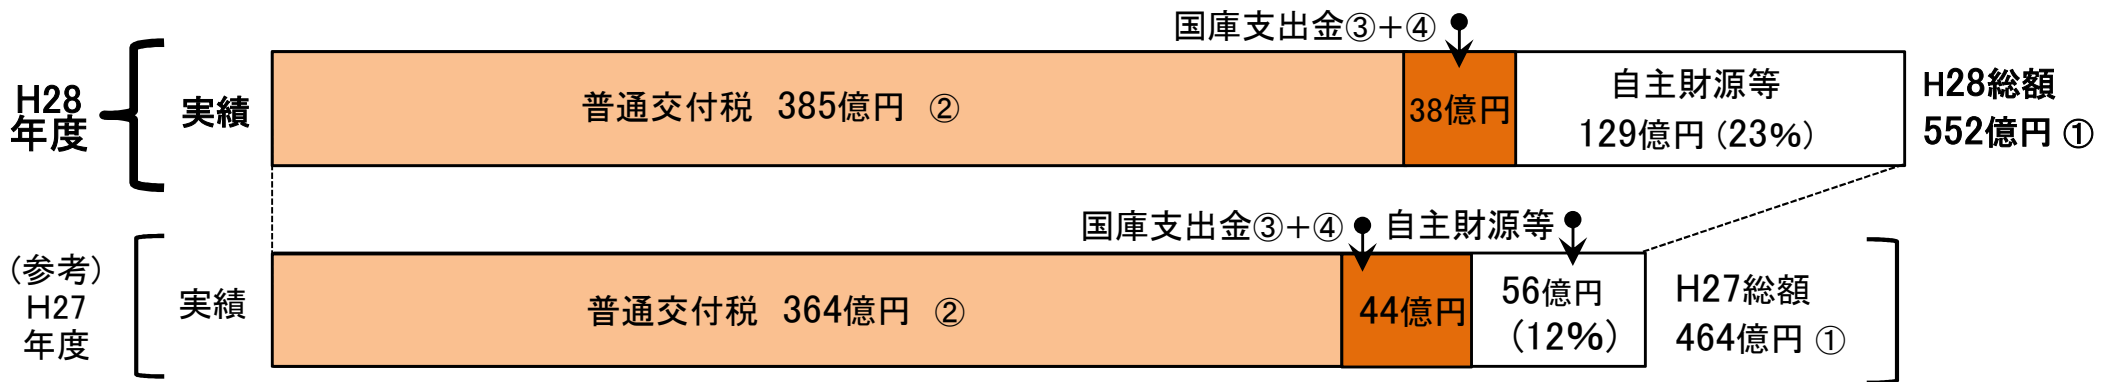 国庫支出金③＋④
H28
年度
実績
普通交付税 385億円 ②
38億円
自主財源等
129億円(23%)
H28総額
552億円 ①
国庫支出金③＋④
自主財源等
(参考)
H27
年度
実績
普通交付税 364億円 ②
44億円
56億円
(12%)
H27総額
464億円 ①